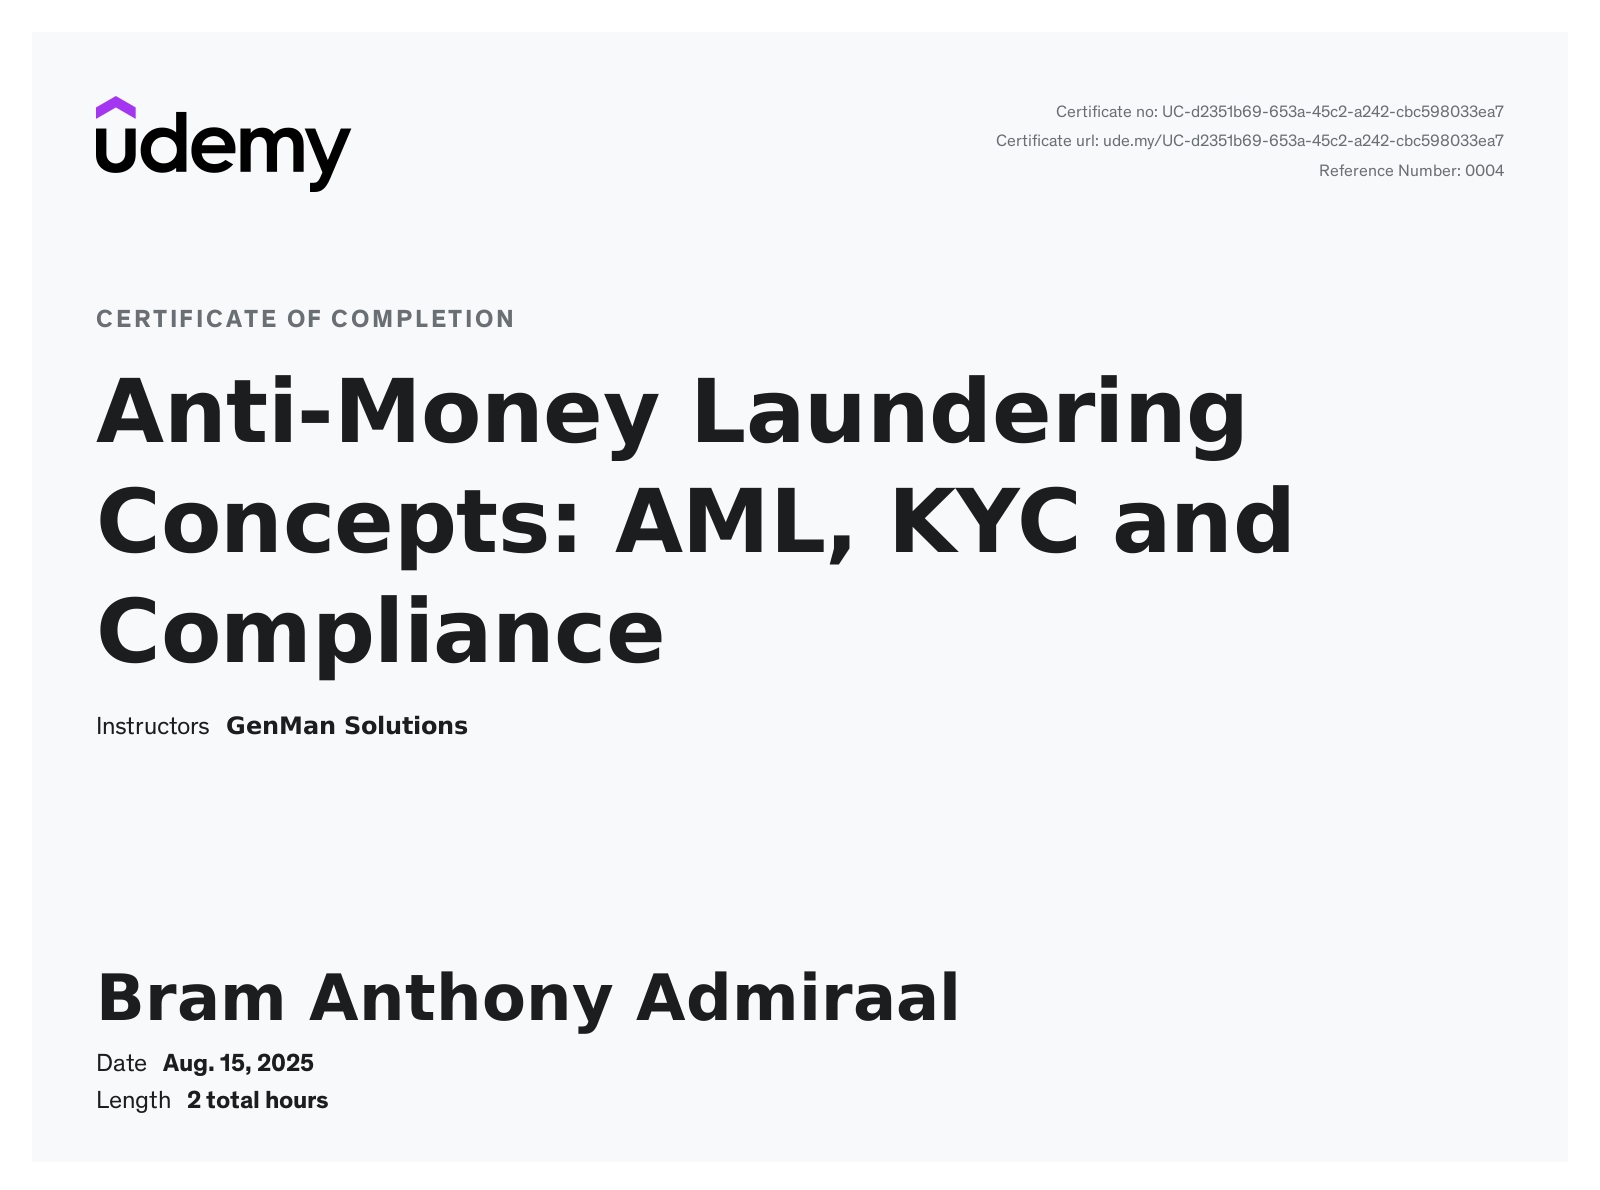 udemy
Certificate no: UC-d2351b69-653a-45c2-a242-cbc598033ea7
Certificate url: ude.my/UC-d2351b69-653a-45c2-a242-cbc598033ea7
Reference Number: 0004
CERTIFICATE OF COMPLETION
Anti-Money Laundering
Concepts: AML, KYC and
Compliance
Instructors GenMan Solutions
Bram Anthony Admiraal
Date Aug. 15, 2025
Length 2 total hours